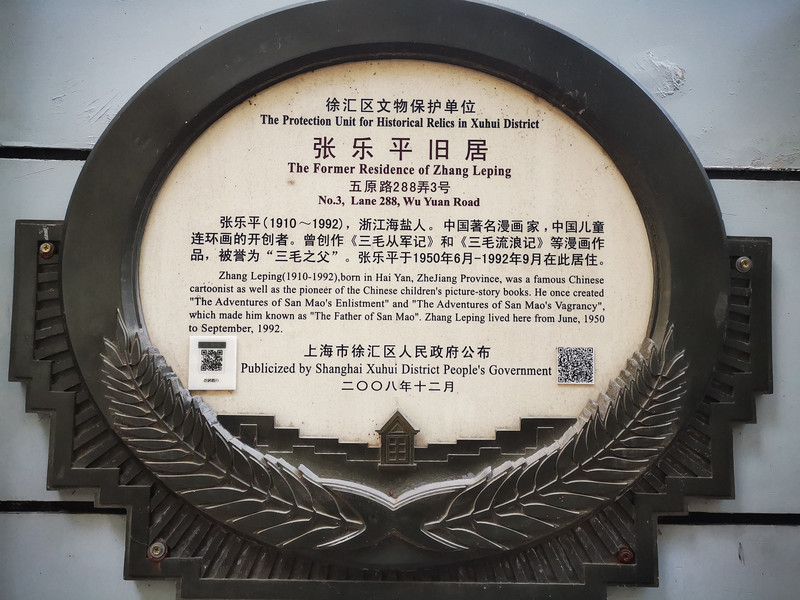 徐汇区文物保护单位
The Protection Unit for Historical Relics in Xuhui District
张乐平旧居
The Former Residence of Zhang Leping
五原路288弄3号
No.3, Lane 288, Wu Yuan Road
张乐平(1910～1992)，浙江海盐人。中国著名漫画家，中国儿童
连环画的开创者。曾创作《三毛从军记》和《三毛流浪记》等漫画作
品，被誉为“三毛之父”。张乐平于1950年6月-1992年9月在此居住。
Zhang Leping(1910-1992),born in Hai Yan, ZheJiang Province, was a famous Chinese
cartoonist as well as the pioneer of the Chinese children's picture-story books. He once created
"The Adventures of San Mao's Enlistment" and "The Adventures of San Mao's Vagrancy",
which made him known as "The Father of San Mao". Zhang Leping lived here from June, 1950
to September, 1992.
上海市徐汇区人民政府公布
Publicized by Shanghai Xuhui District People's Government
二〇〇八年十二月